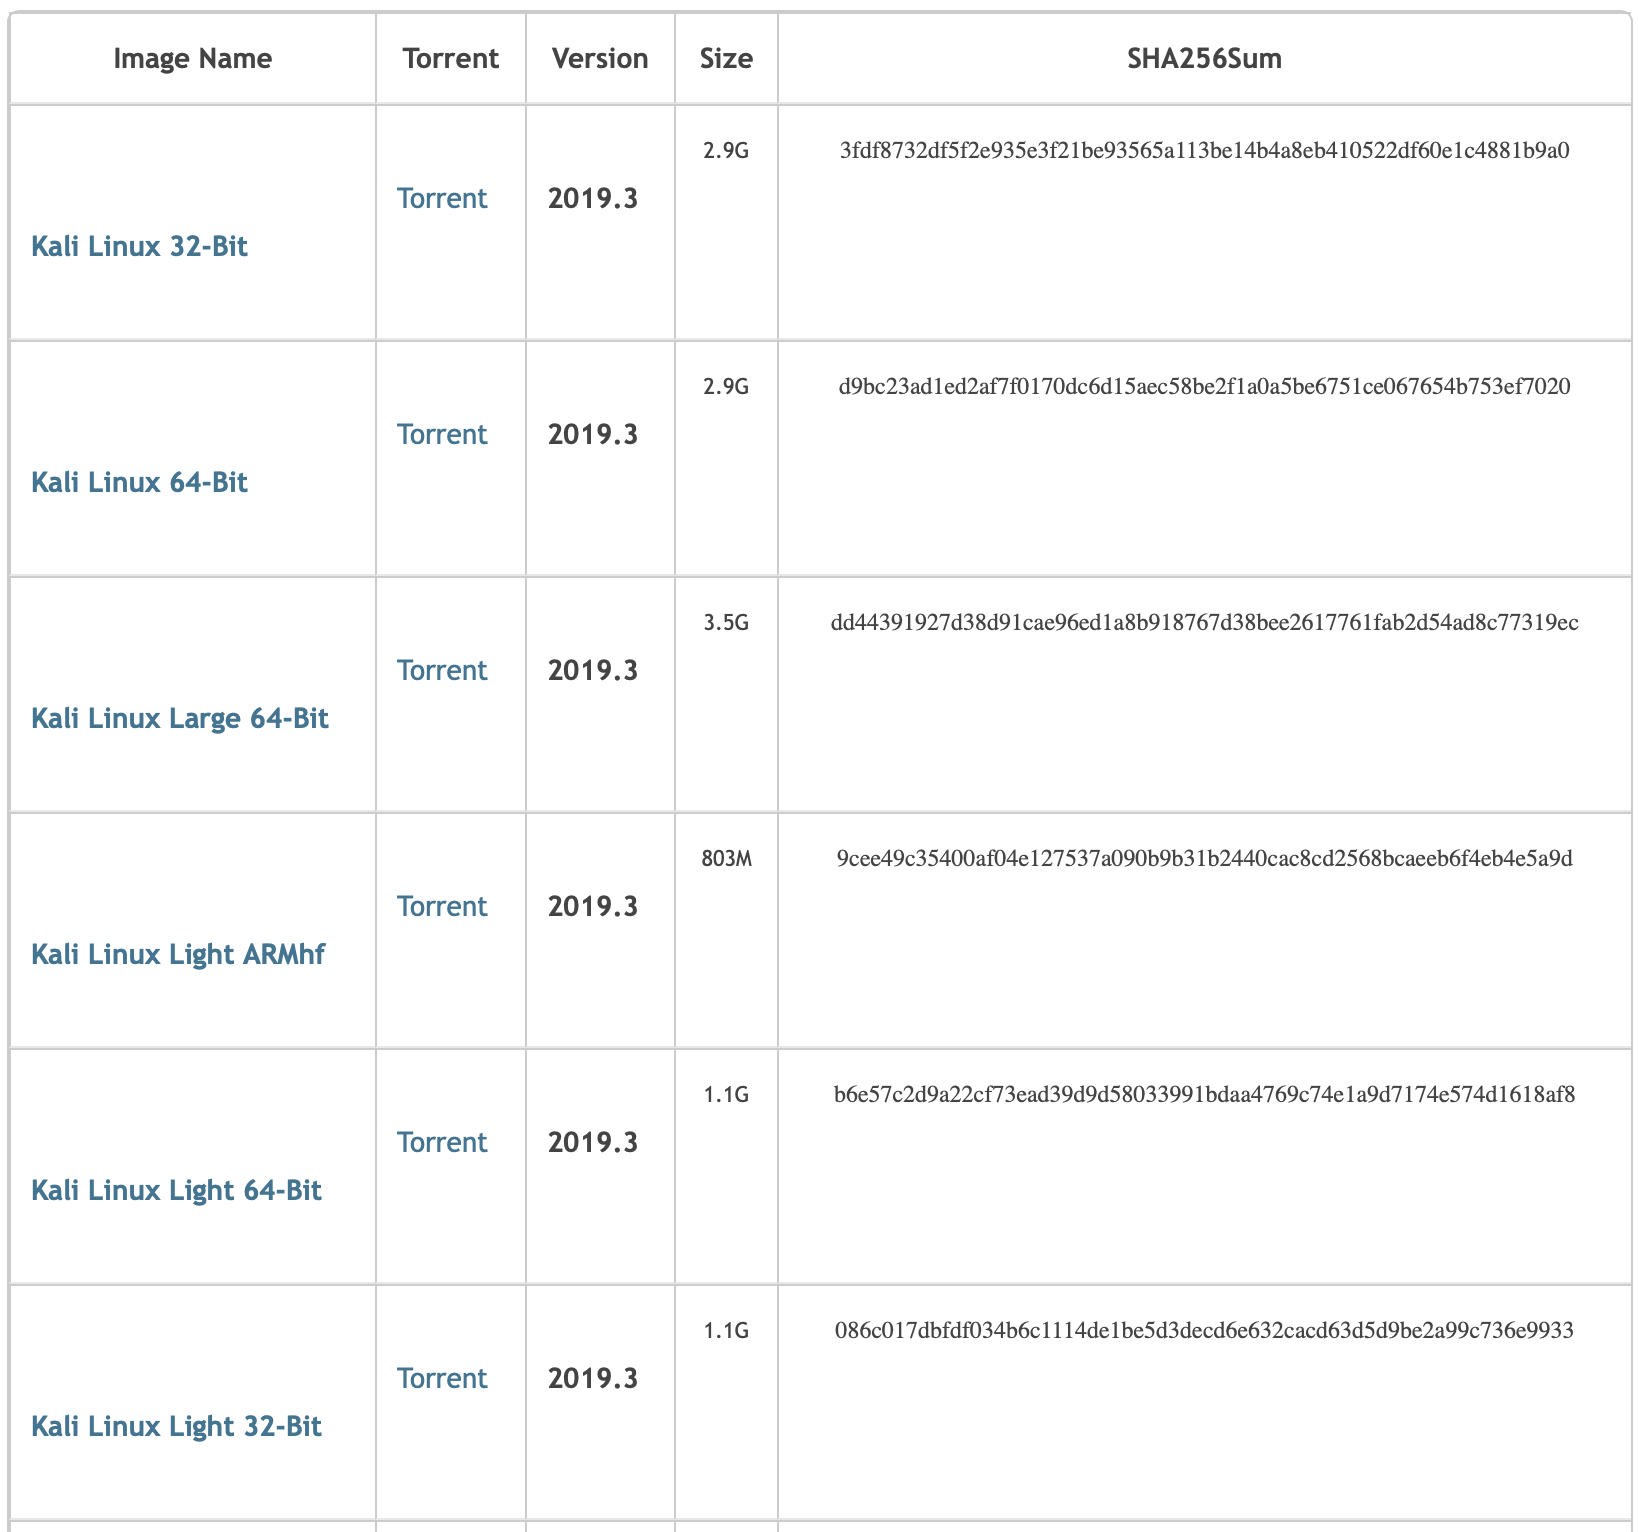 Image Name Torrent Version Size SHA256Sum
2.9G 3fdf8732df5f2e935e3f21be93565a113be14b4a8eb410522df60e1c4881b9a0
Torrent 2019.3
Kali Linux 32-Bit
2.9G d9bc23ad1ed2af7f0170dc6d15aec58be2f1a0a5be6751ce067654b753ef7020
Torrent 2019.3
Kali Linux 64-Bit
3.5G dd44391927d38d91cae96ed1a8b918767d38bee2617761fab2d54ad8c77319ec
Torrent 2019.3
Kali Linux Large 64-Bit
803M 9cee49c35400af04e127537a090b9b31b2440cac8cd2568bcaeeb6f4eb4e5a9d
Torrent 2019.3
Kali Linux Light ARMhf
1.1G b6e57c2d9a22cf73ead39d9d58033991bdaa4769c74e1a9d7174e574d1618af8
Torrent 2019.3
Kali Linux Light 64-Bit
1.1G 086c017dbfdf034b6c1114de1be5d3decd6e632cacd63d5d9be2a99c736e9933
Torrent 2019.3
Kali Linux Light 32-Bit